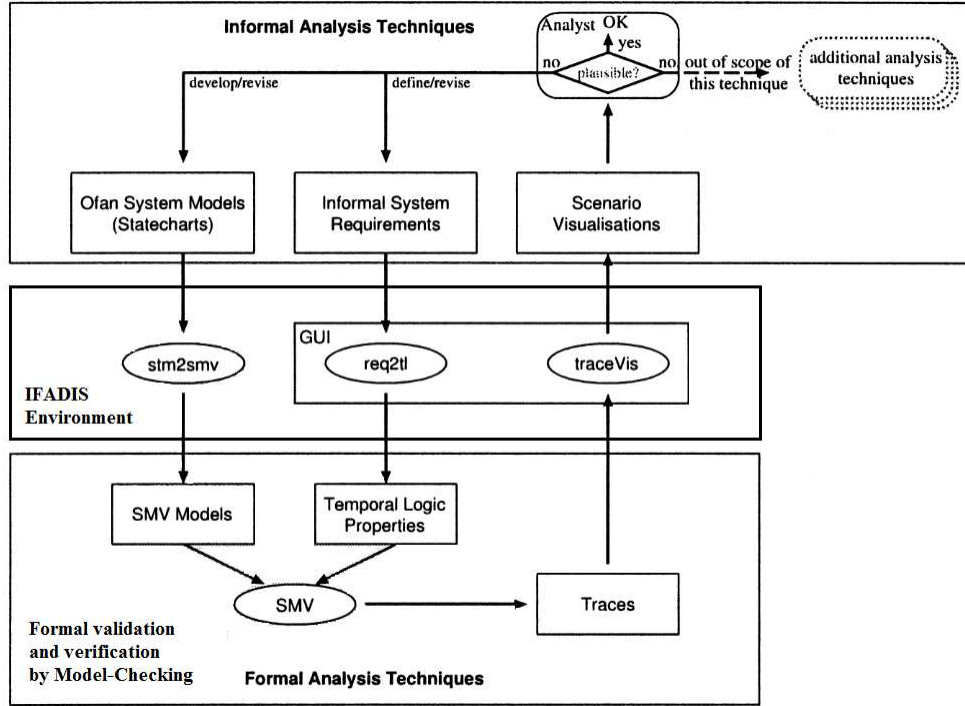 Informal Analysis Techniques
Analyst OK
yes
no
plausible?
no
out of scope of
this technique
additional analysis
techniques
develop/revise
define/revise
Ofan System Models
(Statecharts)
Informal System
Requirements
Scenario
Visualisations
GUI
stm2smv
req2tl
traceVis
IFADIS
Environment
SMV Models
Temporal Logic
Properties
SMV
Traces
Formal validation
and verification
by Model-Checking
Formal Analysis Techniques